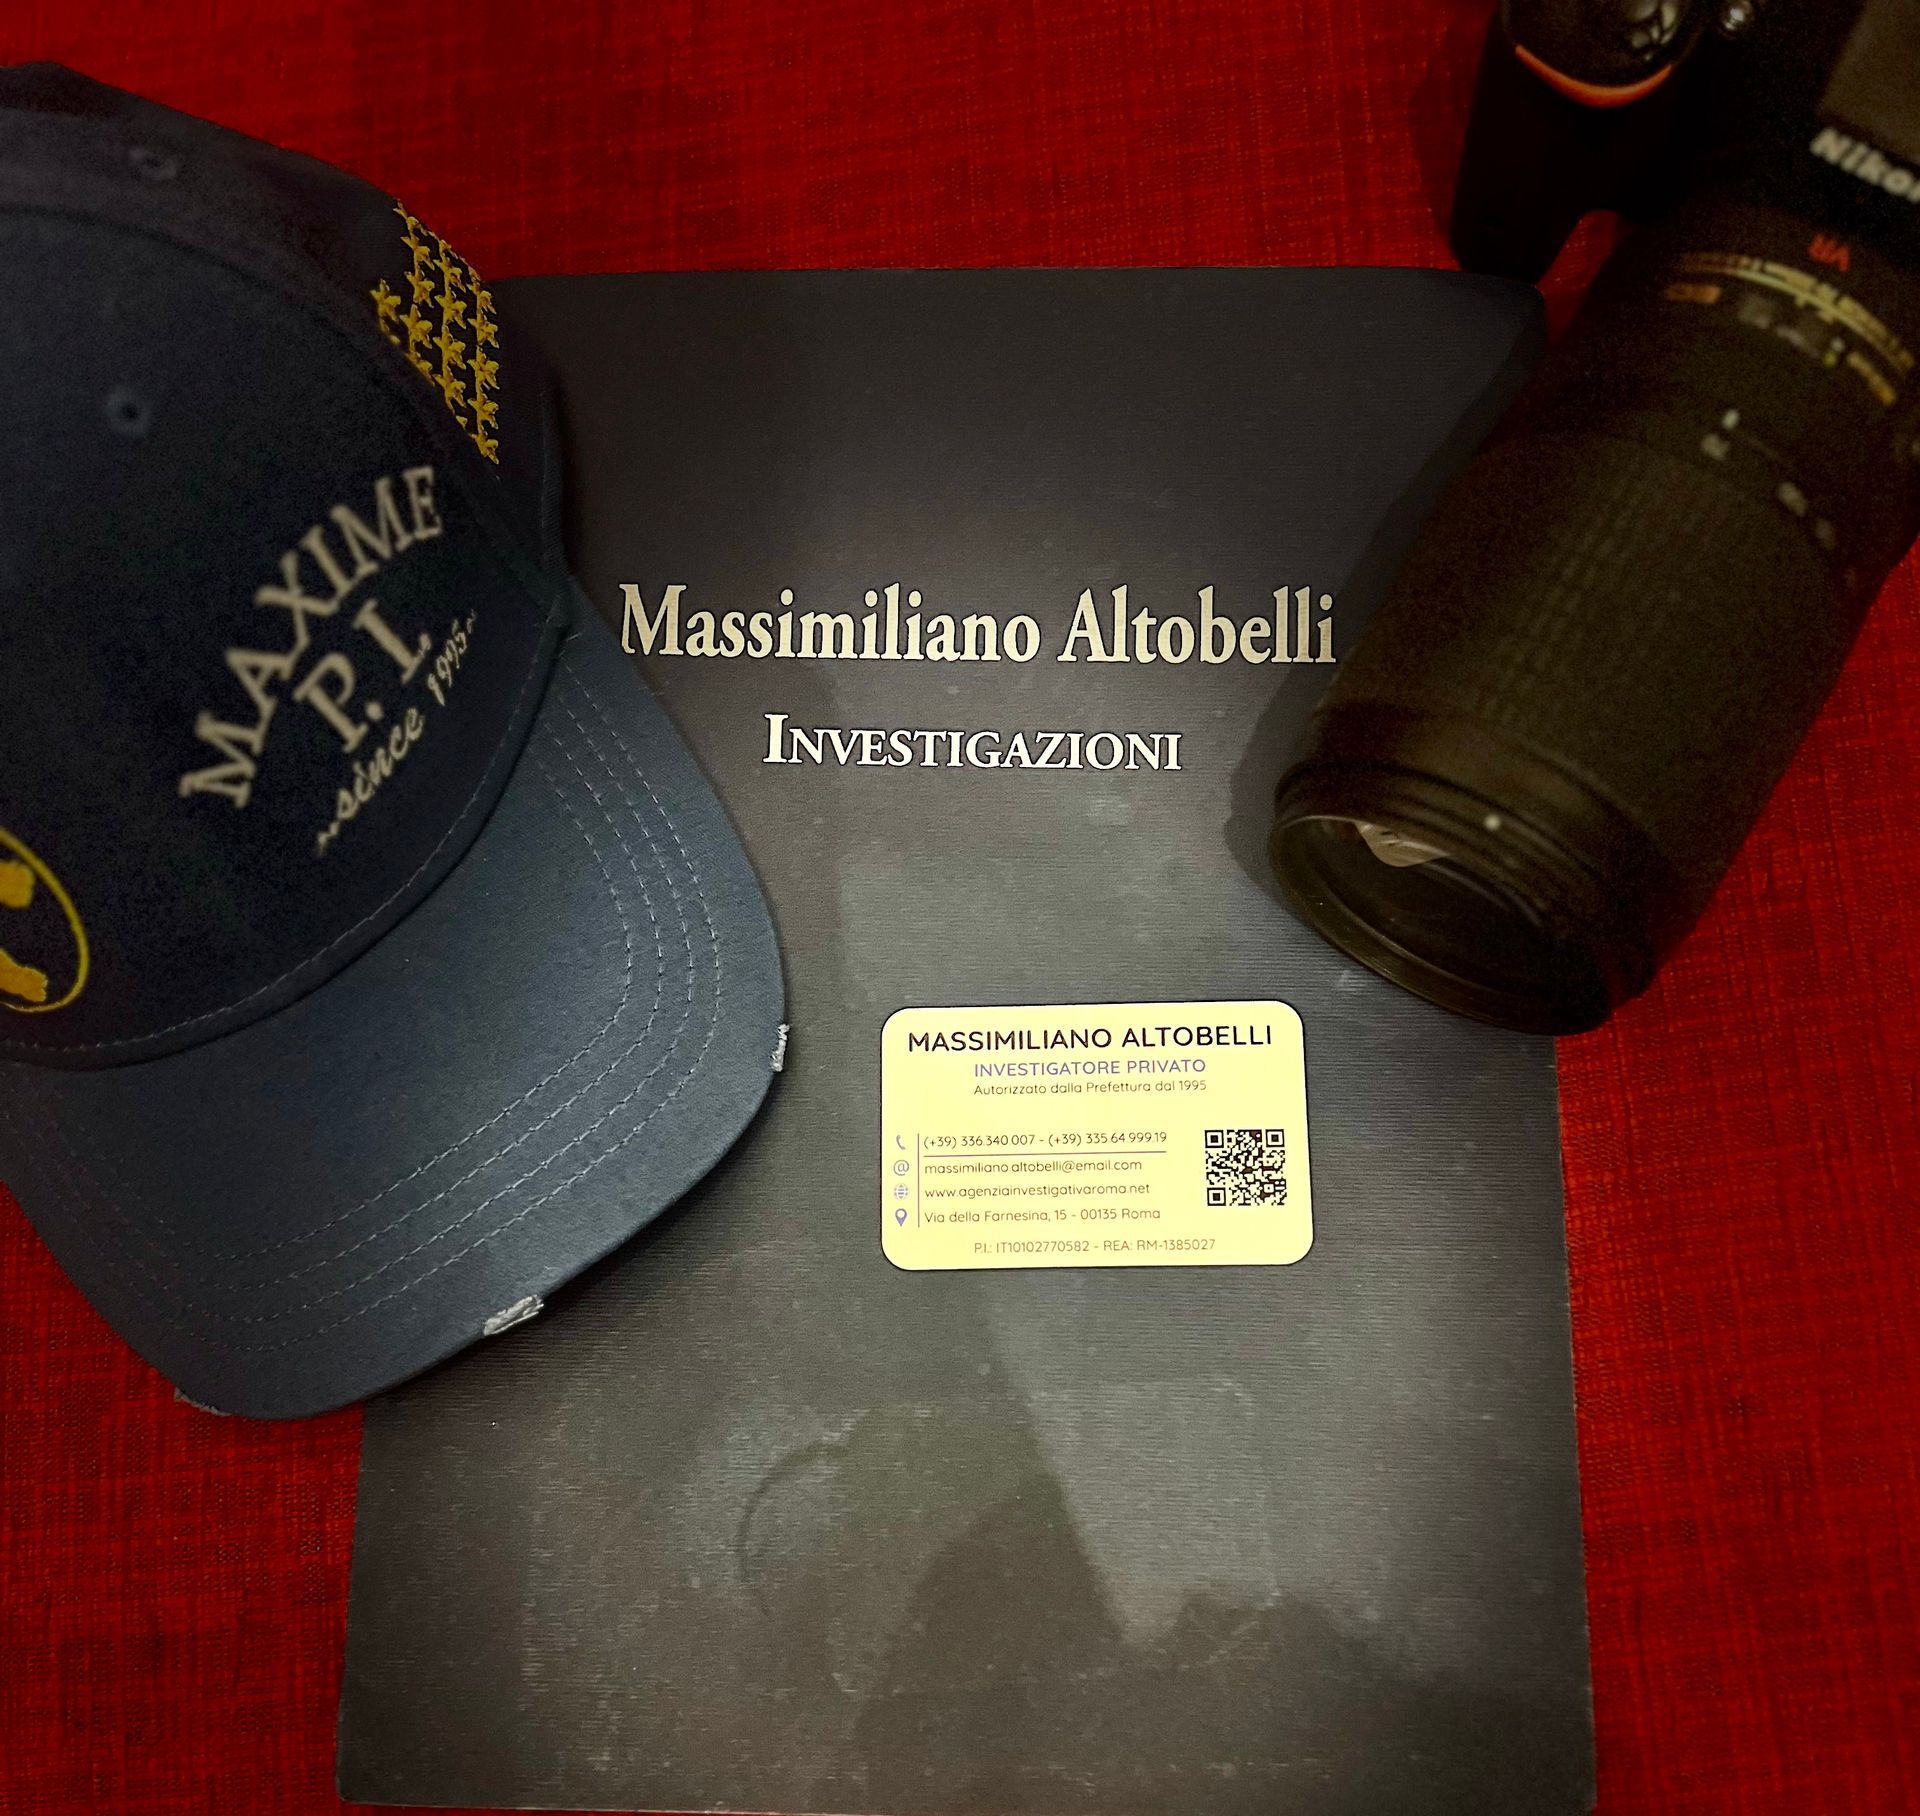 MAXIME
P. I.
~since 1995~
Nikon
VR
Massimiliano Altobelli
INVESTIGAZIONI
MASSIMILIANO ALTOBELLI
INVESTIGATORE PRIVATO
Autorizzato dalla Prefettura dal 1995
(+39) 336 340 007 - (+39) 335 64 999 19
massimiliano.altobelli@email.com
www.agenziainvestigativaroma.net
Via della Farnesina, 15 - 00135 Roma
P.I.: IT10102770582 - REA: RM-1385027